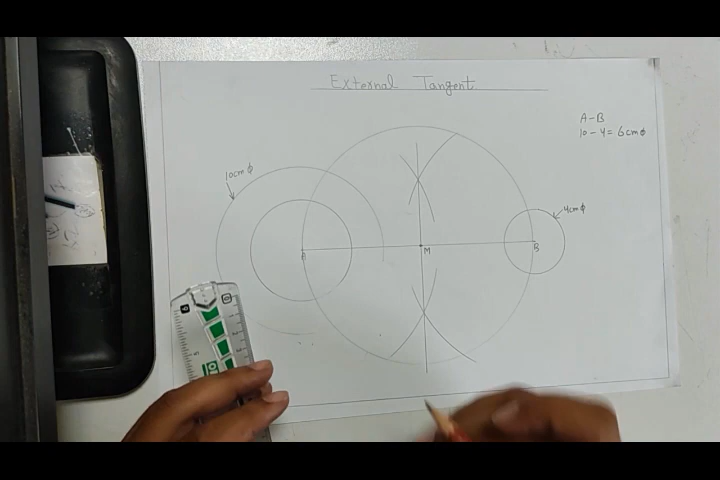 External Tangent
A-B
10-4=6cmϕ
10cmϕ
4cmϕ
A
M
B